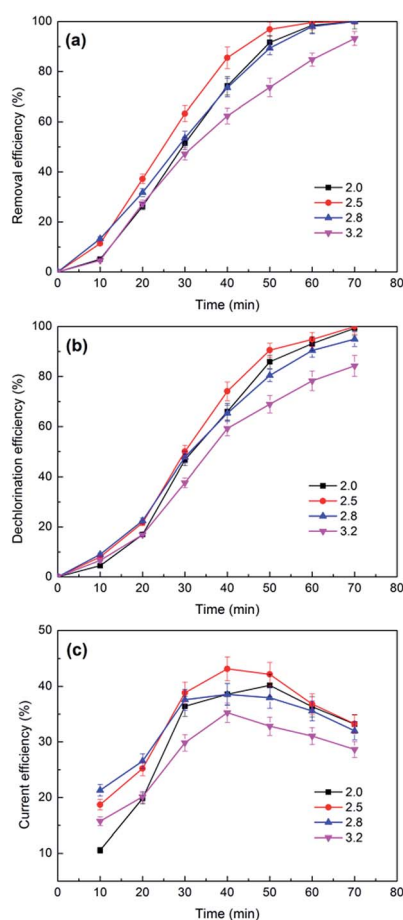 (a)
Removal efficiency (%)
100
80
60
40
20
0
2.0
2.5
2.8
3.2
0 10 20 30 40 50 60 70 80
Time (min)
(b)
Dechlorination efficiency (%)
100
80
60
40
20
0
2.0
2.5
2.8
3.2
0 10 20 30 40 50 60 70 80
Time (min)
(c)
Current efficiency (%)
50
40
30
20
10
2.0
2.5
2.8
3.2
0 10 20 30 40 50 60 70 80
Time (min)